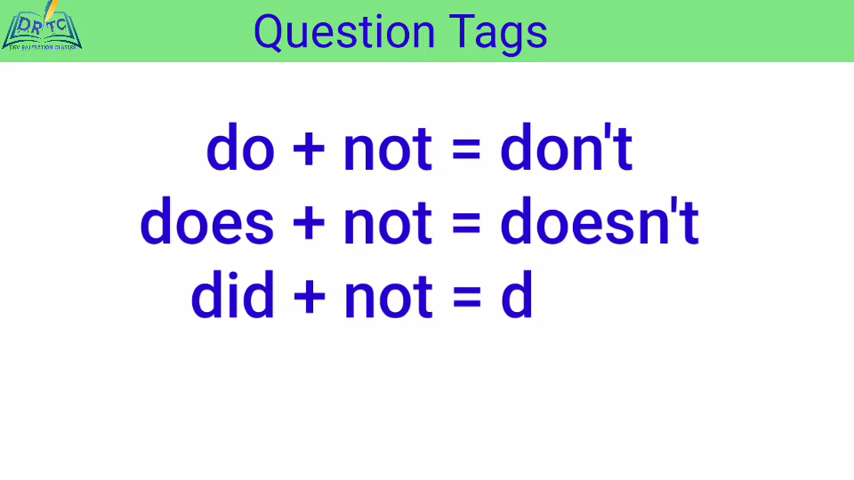 D.R.T.C
Question Tags
do + not = don't
does + not = doesn't
did + not = d